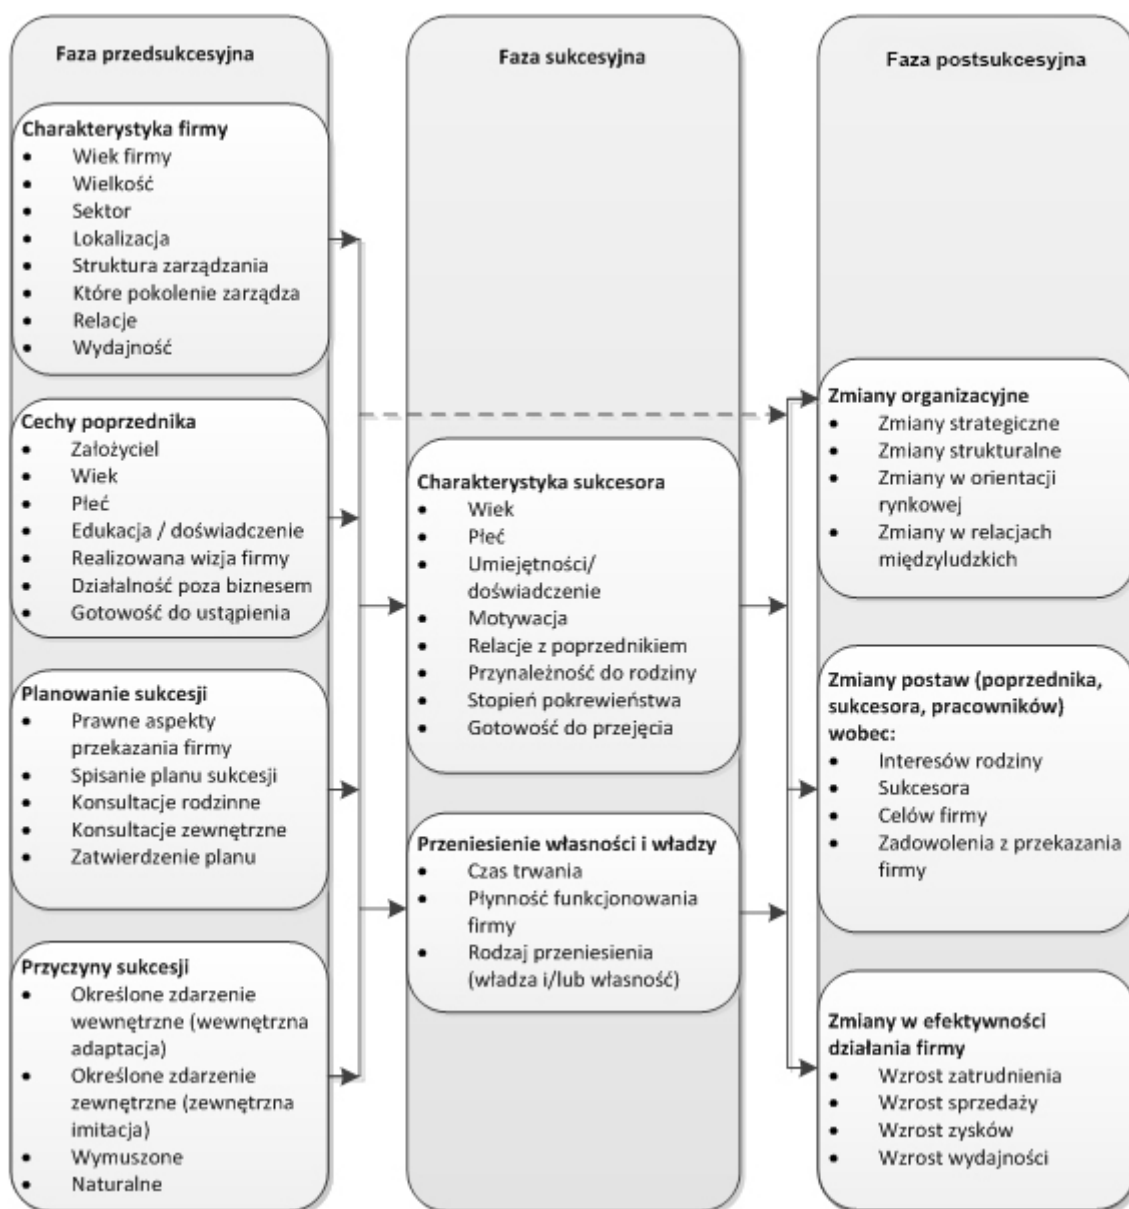 Faza przedsukcesyjna
Charakterystyka firmy
• Wiek firmy
• Wielkość
• Sektor
• Lokalizacja
• Struktura zarządzania
• Które pokolenie zarządza
• Relacje
• Wydajność
Cechy poprzednika
• Założyciel
• Wiek
• Płeć
• Edukacja / doświadczenie
• Realizowana wizja firmy
• Działalność poza biznesem
• Gotowość do ustąpienia
Planowanie sukcesji
• Prawne aspekty
przekazania firmy
• Spisanie planu sukcesji
• Konsultacje rodzinne
• Konsultacje zewnętrzne
• Zatwierdzenie planu
Przyczyny sukcesji
• Określone zdarzenie
wewnętrzne (wewnętrzna
adaptacja)
• Określone zdarzenie
zewnętrzne (zewnętrzna
imitacja)
• Wymuszone
• Naturalne
Faza sukcesyjna
Charakterystyka sukcesora
• Wiek
• Płeć
• Umiejętności/
doświadczenie
• Motywacja
• Relacje z poprzednikiem
• Przynależność do rodziny
• Stopień pokrewieństwa
• Gotowość do przejęcia
Przeniesienie własności i władzy
• Czas trwania
• Płynność funkcjonowania
firmy
• Rodzaj przeniesienia
(władza i/lub własność)
Faza postsukcesyjna
Zmiany organizacyjne
• Zmiany strategiczne
• Zmiany strukturalne
• Zmiany w orientacji
rynkowej
• Zmiany w relacjach
międzyludzkich
Zmiany postaw (poprzednika,
sukcesora, pracowników)
wobec:
• Interesów rodziny
• Sukcesora
• Celów firmy
• Zadowolenia z przekazania
firmy
Zmiany w efektywności
działania firmy
• Wzrost zatrudnienia
• Wzrost sprzedaży
• Wzrost zysków
• Wzrost wydajności